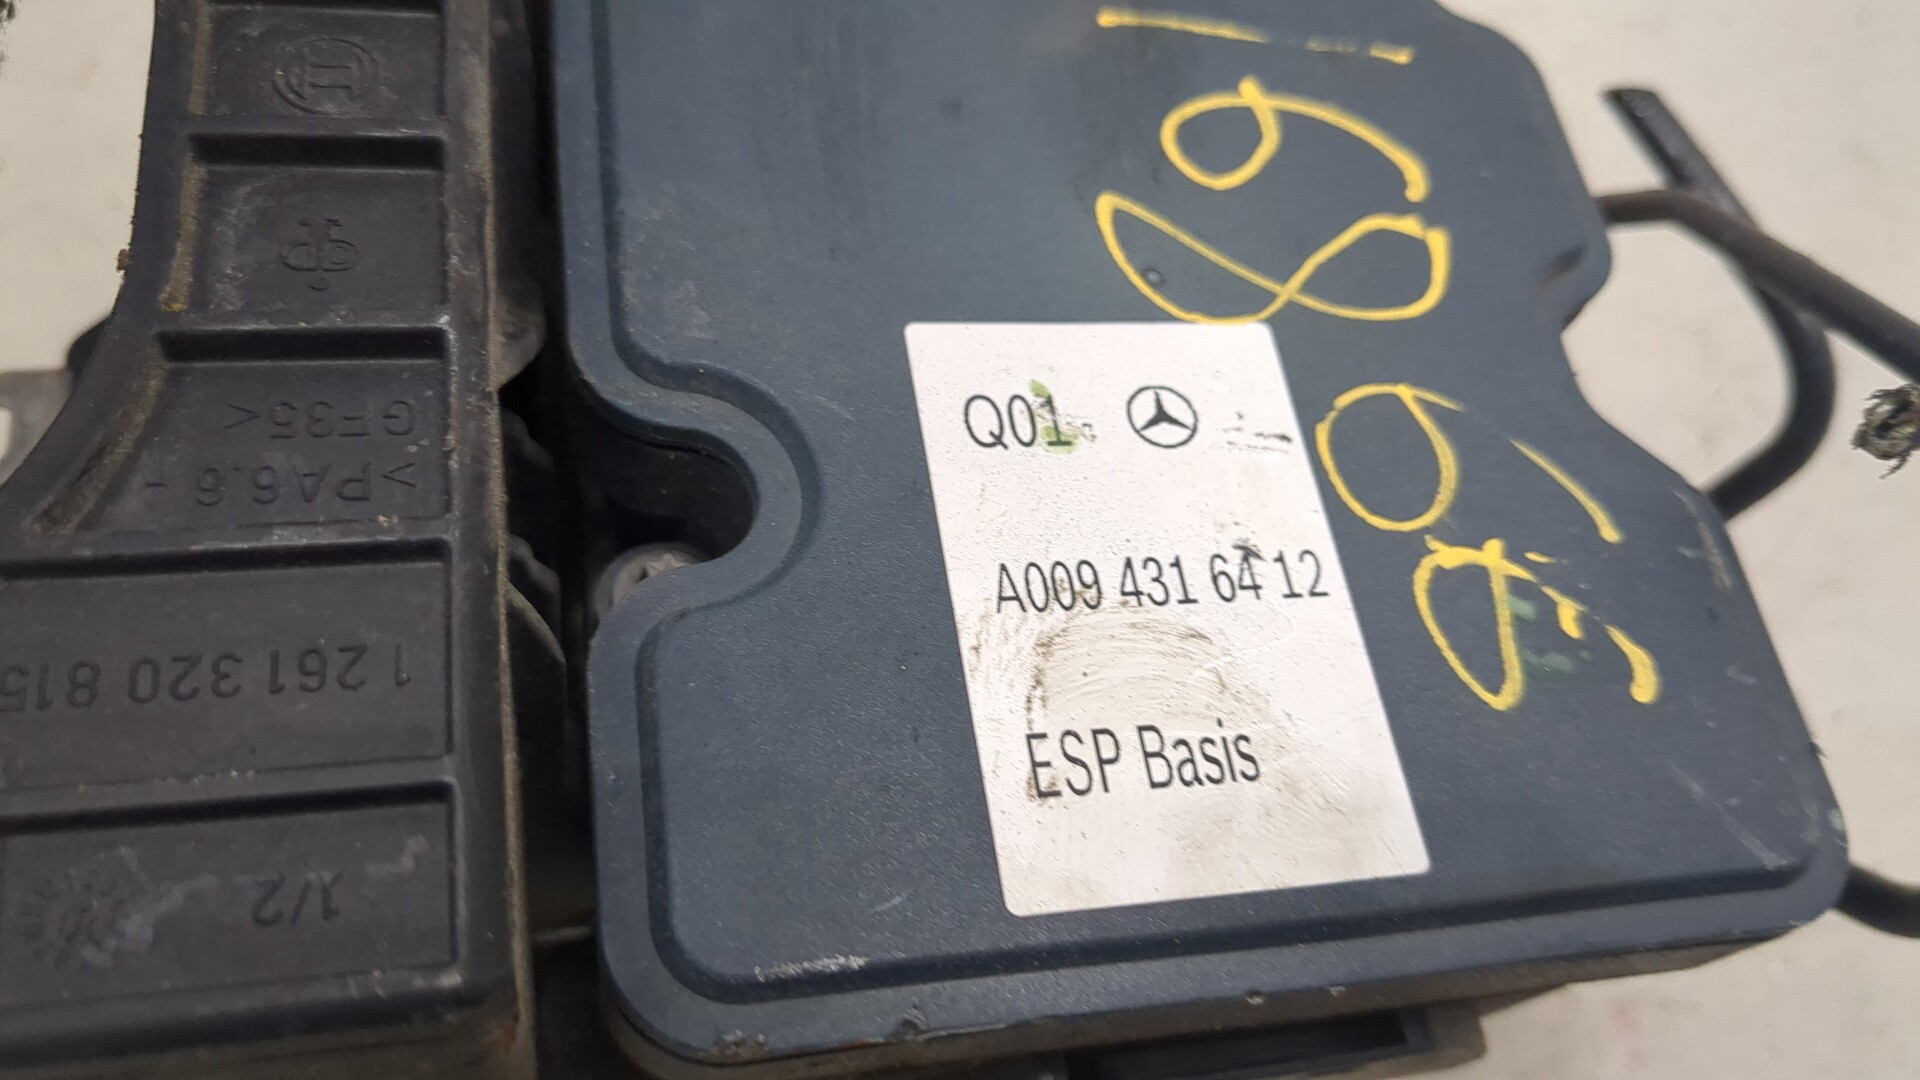 Q01
A009 431 64 12
ESP Basis
>PA6.6-
GF35<
1 261 320 815
1/2